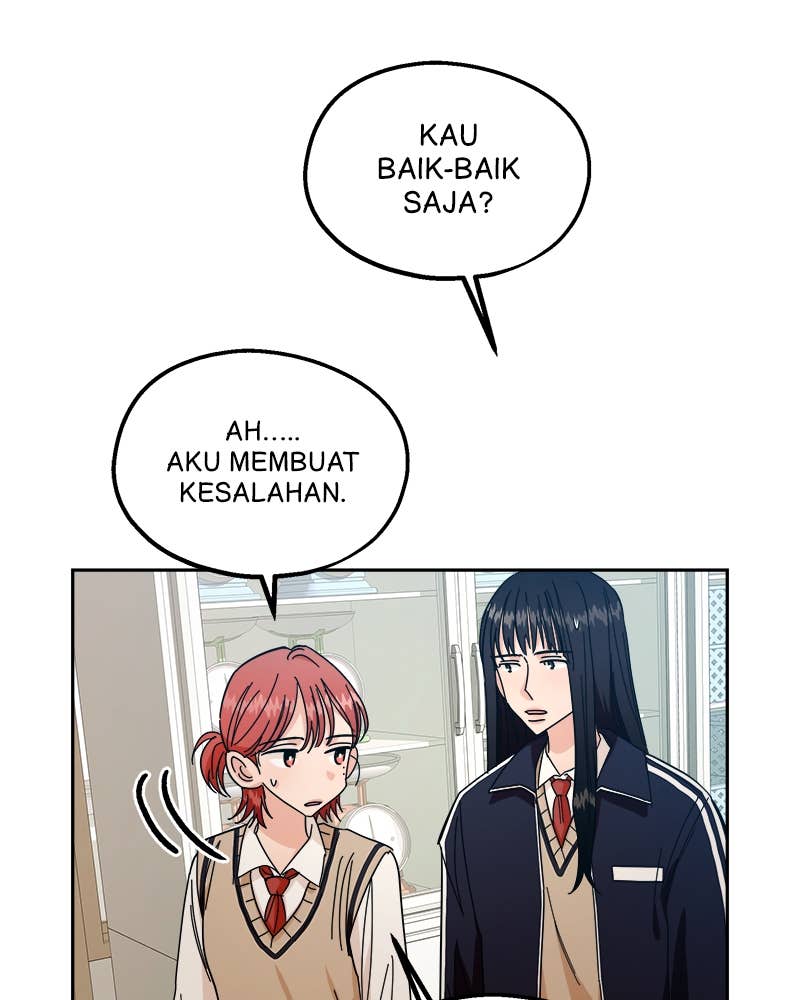 KAU
BAIK-BAIK
SAJA?
AH.....
AKU MEMBUAT
KESALAHAN.